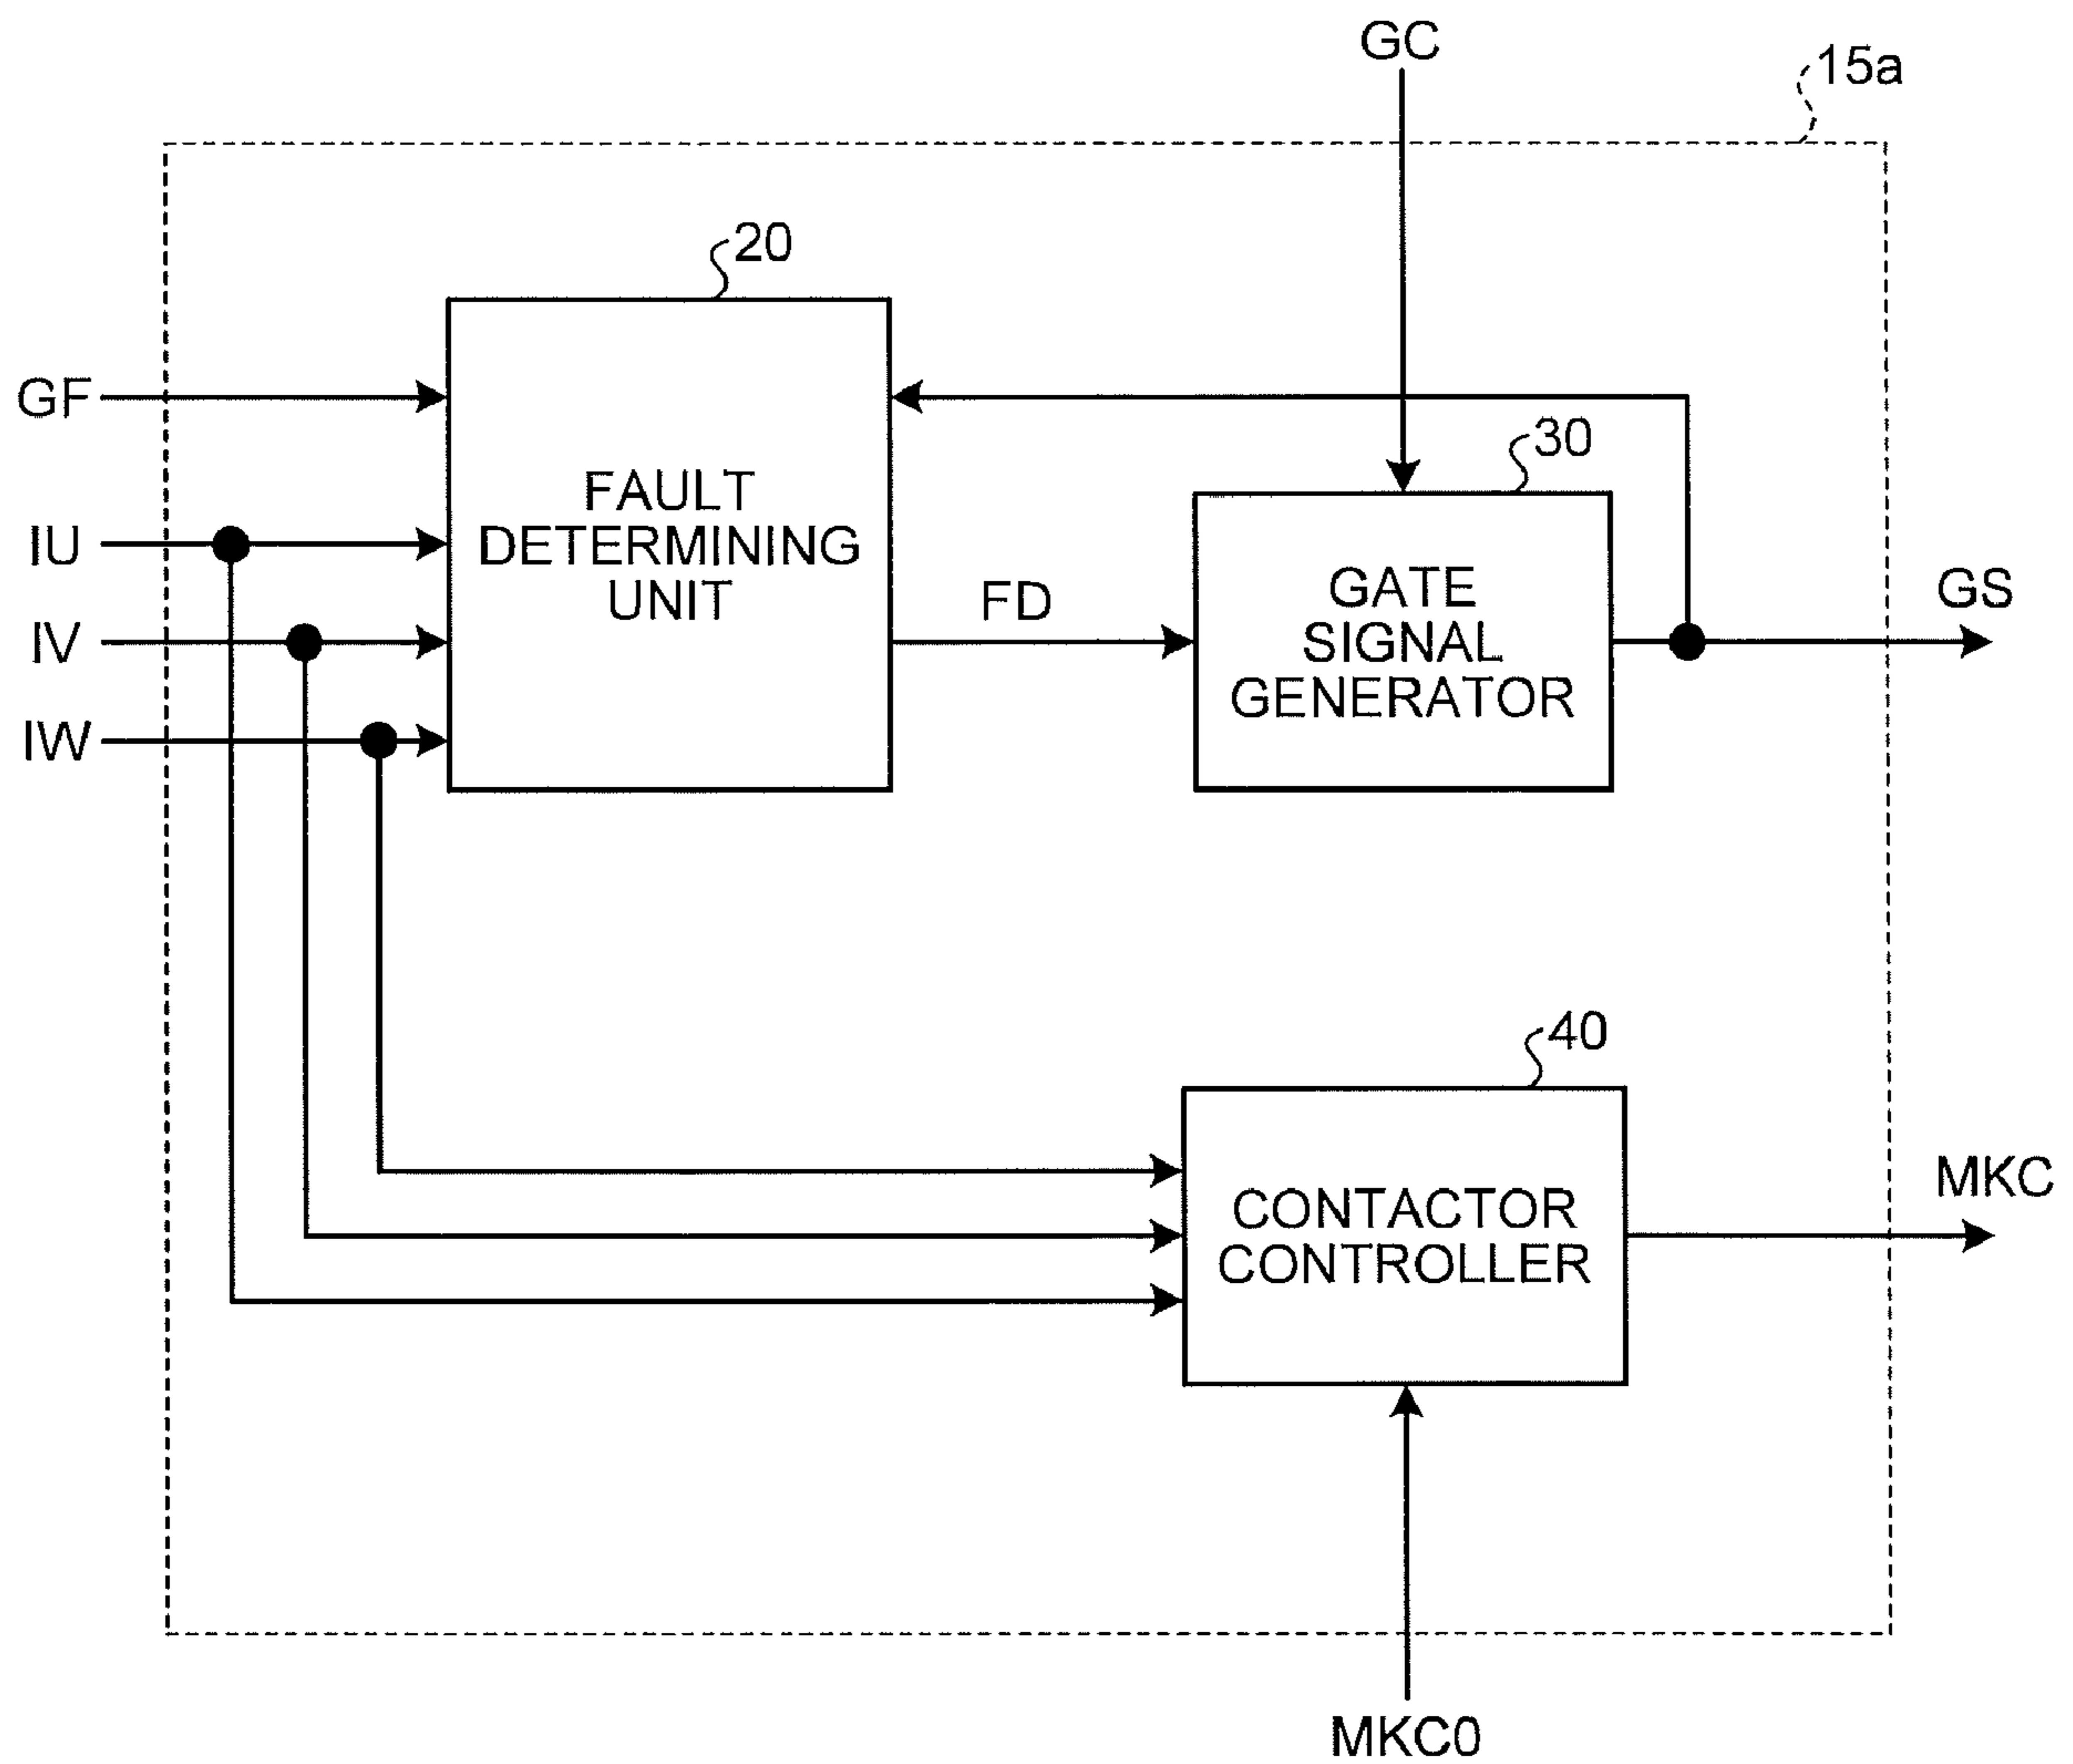 GC
15a
20
GF
30
FAULT
DETERMINING
UNIT
IU
IV
IW
FD
GATE
SIGNAL
GENERATOR
GS
40
CONTACTOR
CONTROLLER
MKC
MKC0